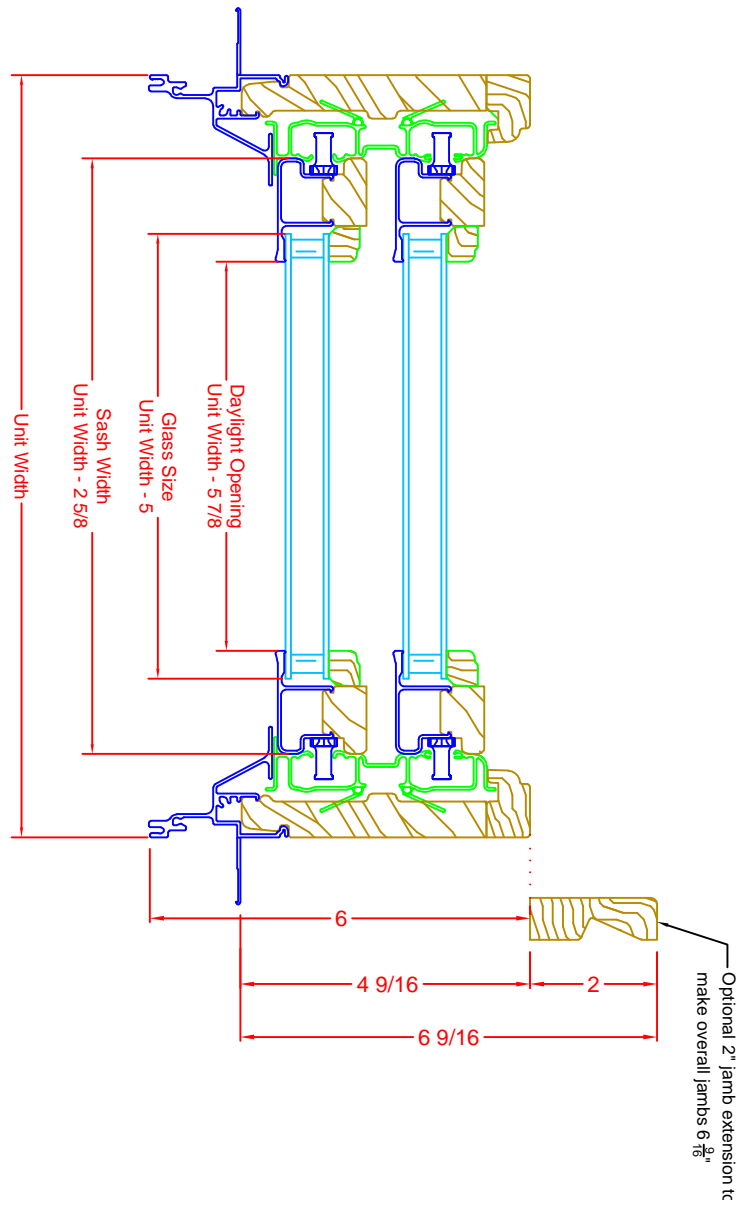 Optional 2" jamb extension to
make overall jambs 6 9/16"
Daylight Opening
Unit Width - 5 7/8
Glass Size
Unit Width - 5
Sash Width
Unit Width - 2 5/8
Unit Width
6
4 9/16
2
6 9/16